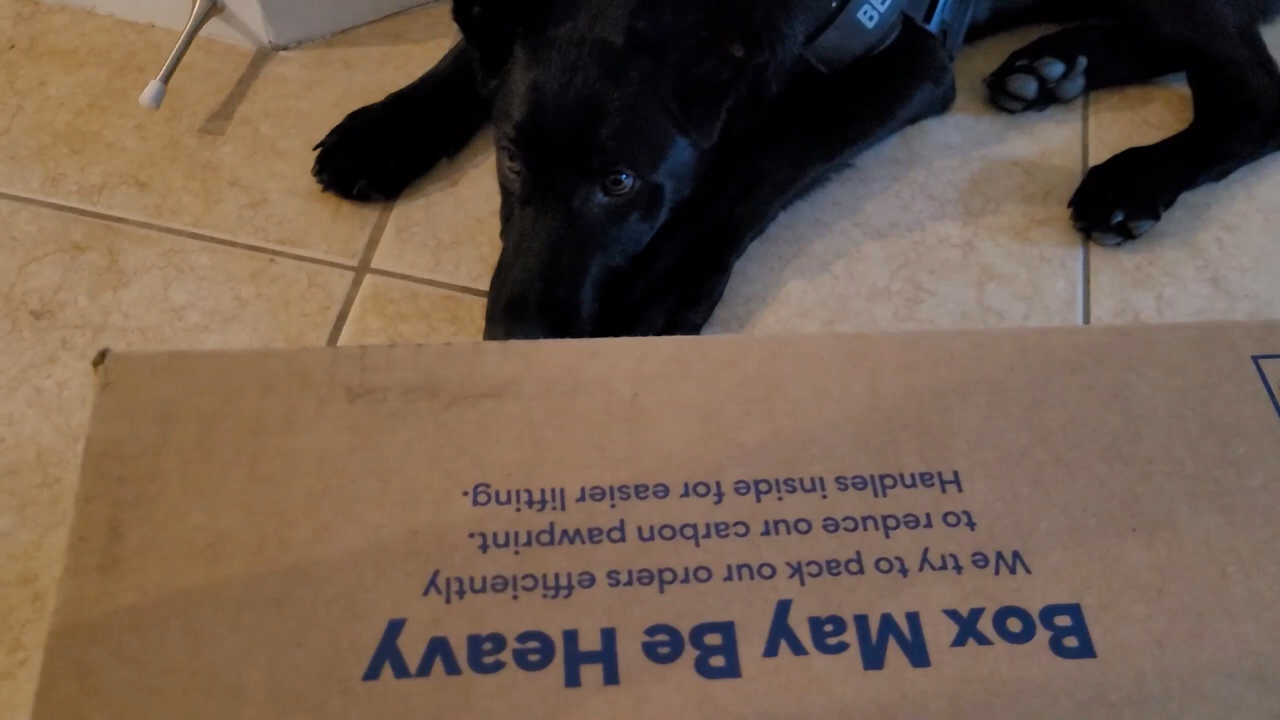 Box May Be Heavy
We try to pack our orders efficiently
to reduce our carbon pawprint.
Handles inside for easier lifting.
BE